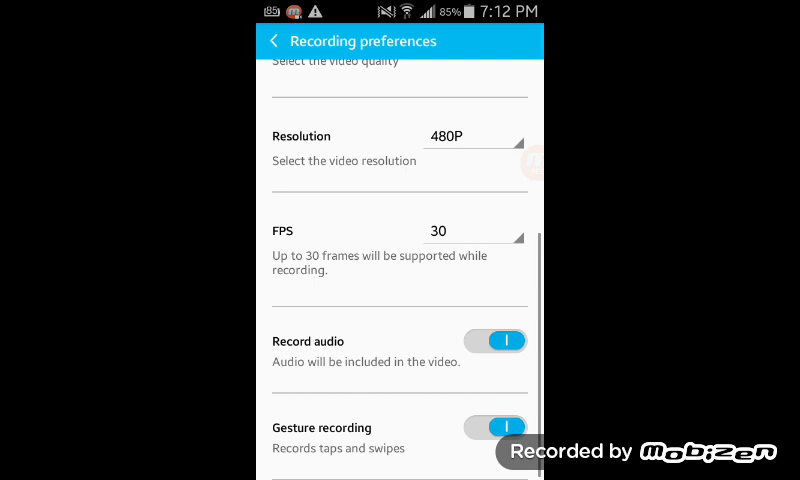 85 85% 7:12 PM
Recording preferences
Select the video quality
Resolution 480P
Select the video resolution
FPS 30
Up to 30 frames will be supported while
recording.
Record audio
Audio will be included in the video.
Gesture recording
Records taps and swipes
Recorded by mobizen